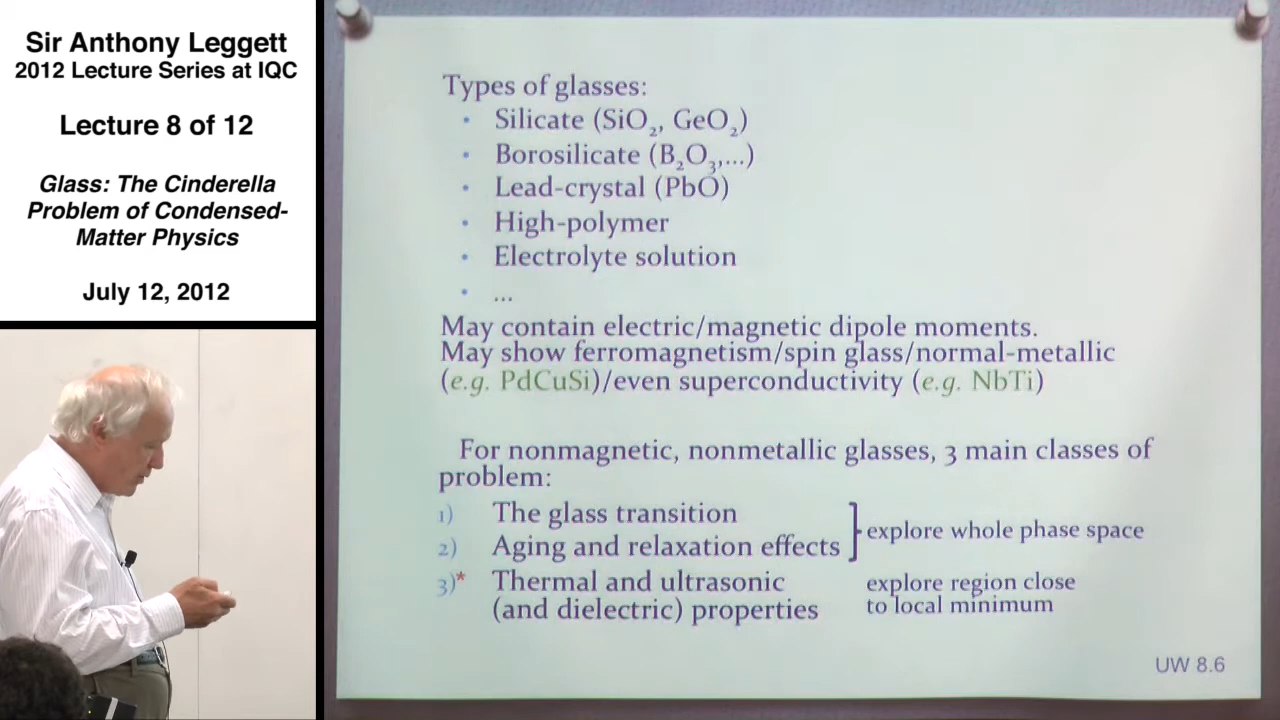 Sir Anthony Leggett
2012 Lecture Series at IQC
Lecture 8 of 12
Glass: The Cinderella
Problem of Condensed-
Matter Physics
July 12, 2012
Types of glasses:
• Silicate (SiO₂, GeO₂)
• Borosilicate (B₂O₃,...)
• Lead-crystal (PbO)
• High-polymer
• Electrolyte solution
• ...
May contain electric/magnetic dipole moments.
May show ferromagnetism/spin glass/normal-metallic
(e.g. PdCuSi)/even superconductivity (e.g. NbTi)
For nonmagnetic, nonmetallic glasses, 3 main classes of
problem:
1) The glass transition
2) Aging and relaxation effects
explore whole phase space
3)* Thermal and ultrasonic
(and dielectric) properties
explore region close
to local minimum
UW 8.6